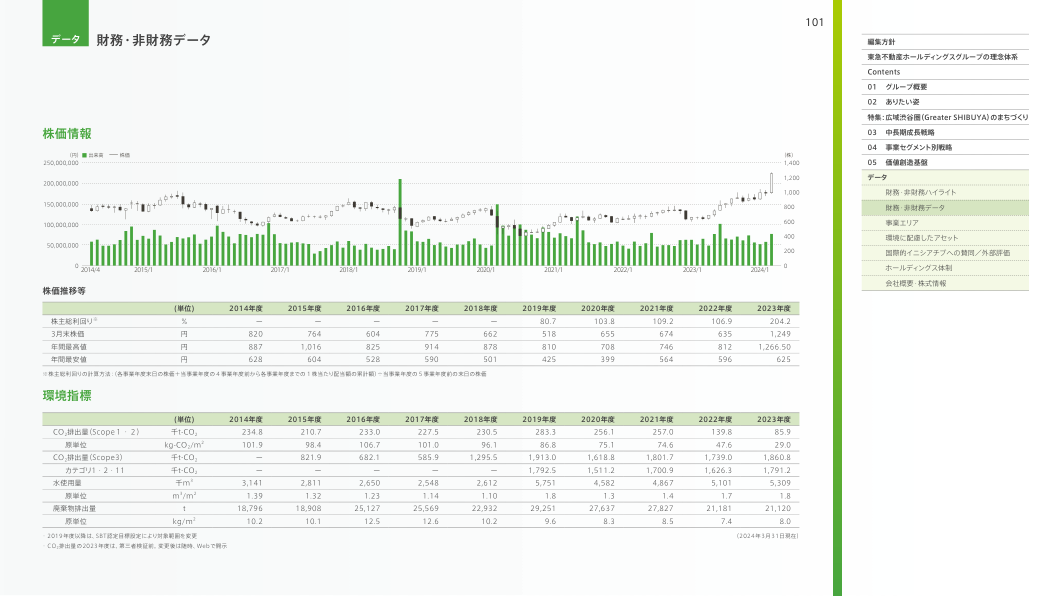 101
データ 財務・非財務データ
株価情報
(円) 出来高 株価 (株)
250,000,000 1,400
200,000,000 1,200
150,000,000 1,000
100,000,000 800
50,000,000 600
0 400
200
0
2014/4 2015/1 2016/1 2017/1 2018/1 2019/1 2020/1 2021/1 2022/1 2023/1 2024/1
株価推移等
(単位) 2014年度 2015年度 2016年度 2017年度 2018年度 2019年度 2020年度 2021年度 2022年度 2023年度
株主総利回り※ % — — — — — 80.7 103.8 109.2 106.9 204.2
3月末株価 円 820 764 604 775 662 518 655 674 635 1,249
年間最高値 円 887 1,016 825 914 878 810 708 746 812 1,266.50
年間最安値 円 628 604 528 590 501 425 399 564 596 625
※株主総利回りの計算方法:(各事業年度末日の株価+当事業年度の4事業年度前から各事業年度までの1株当たり配当額の累計額)÷当事業年度の5事業年度前の末日の株価
環境指標
(単位) 2014年度 2015年度 2016年度 2017年度 2018年度 2019年度 2020年度 2021年度 2022年度 2023年度
CO₂排出量(Scope1・2) 千t-CO₂ 234.8 210.7 233.0 227.5 230.5 283.3 256.1 257.0 139.8 85.9
原単位 kg-CO₂/m² 101.9 98.4 106.7 101.0 96.1 86.8 75.1 74.6 47.6 29.0
CO₂排出量(Scope3) 千t-CO₂ — 821.9 682.1 585.9 1,295.5 1,913.0 1,618.8 1,801.7 1,739.0 1,860.8
カテゴリ1・2・11 千t-CO₂ — — — — — 1,792.5 1,511.2 1,700.9 1,626.3 1,791.2
水使用量 千m³ 3,141 2,811 2,650 2,548 2,612 5,751 4,582 4,867 5,101 5,309
原単位 m³/m² 1.39 1.32 1.23 1.14 1.10 1.8 1.3 1.4 1.7 1.8
廃棄物排出量 t 18,796 18,908 25,127 25,569 22,932 29,251 27,637 27,827 21,181 21,120
原単位 kg/m² 10.2 10.1 12.5 12.6 10.2 9.6 8.3 8.5 7.4 8.0
・2019年度以降は、SBT認定目標設定により対象範囲を変更 (2024年3月31日現在)
・CO₂排出量の2023年度は、第三者検証前、変更後は随時、Webで開示
編集方針
東急不動産ホールディングスグループの理念体系
Contents
01 グループ概要
02 ありたい姿
特集:広域渋谷圏(Greater SHIBUYA)のまちづくり
03 中長期成長戦略
04 事業セグメント別戦略
05 価値創造基盤
データ
財務・非財務ハイライト
財務・非財務データ
事業エリア
環境に配慮したアセット
国際的イニシアチブへの賛同/外部評価
ホールディングス体制
会社概要・株式情報